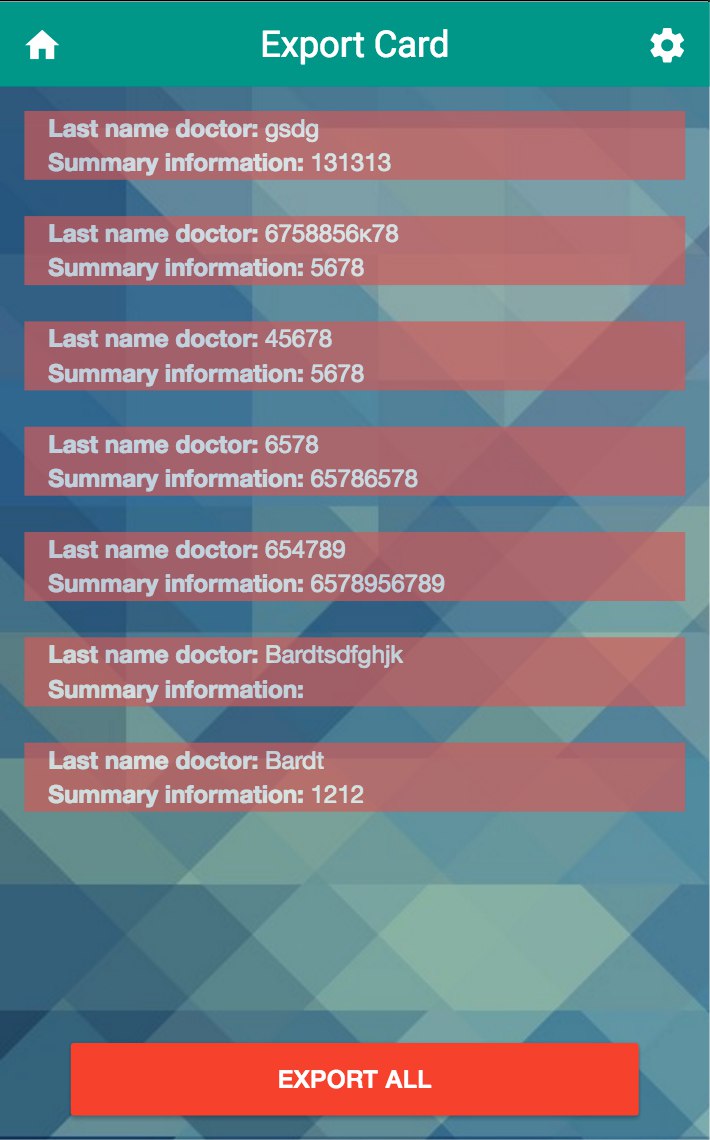 Export Card
Last name doctor: gsdg
Summary information: 131313
Last name doctor: 6758856к78
Summary information: 5678
Last name doctor: 45678
Summary information: 5678
Last name doctor: 6578
Summary information: 65786578
Last name doctor: 654789
Summary information: 6578956789
Last name doctor: Bardtsdfghjk
Summary information:
Last name doctor: Bardt
Summary information: 1212
EXPORT ALL